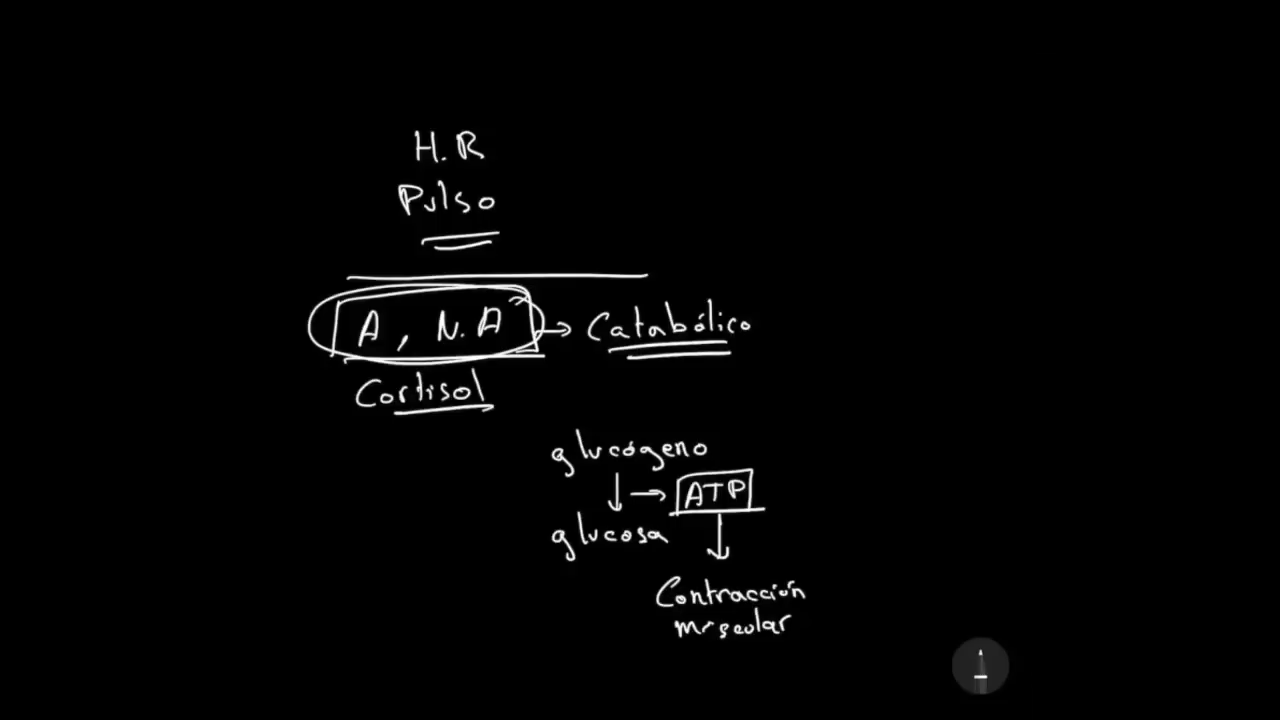 H.R
Pulso
A, N.A → Catabólico
Cortisol
glucógeno
↓ → ATP
glucosa
↓
Contracción
muscular